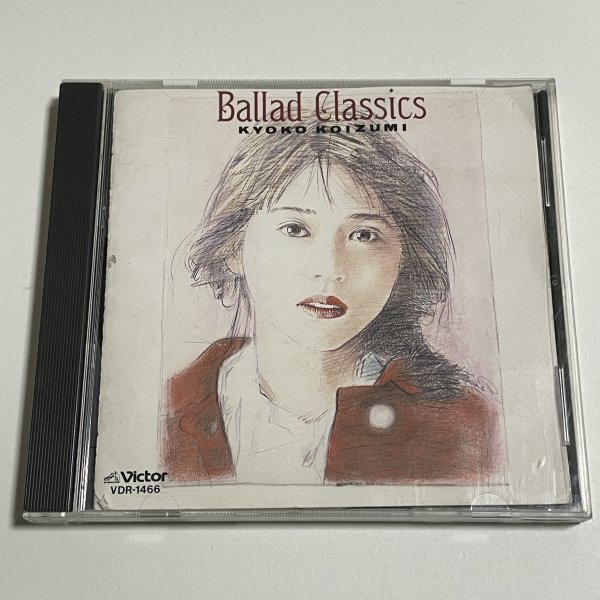 Ballad Classics
KYOKO KOIZUMI
Victor
VDR-1466